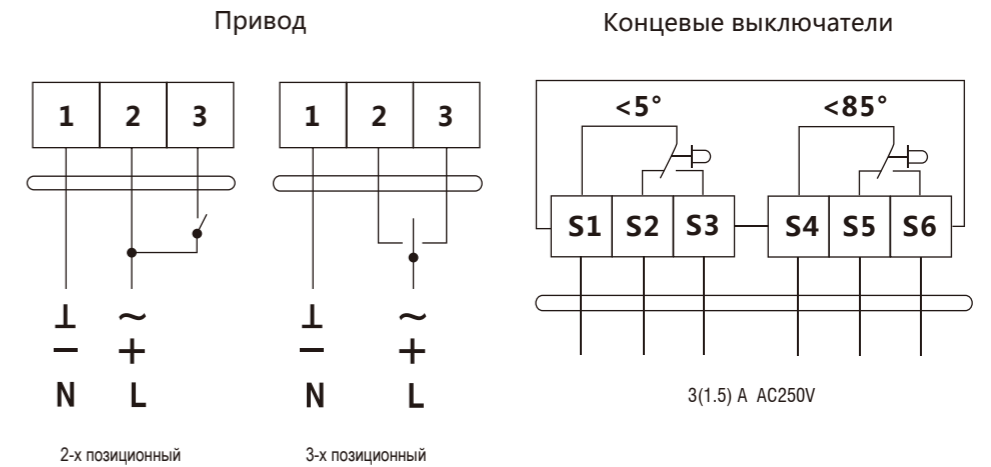 Привод
Концевые выключатели
1 2 3
1 2 3
<5°
<85°
S1 S2 S3
S4 S5 S6
⊥ ~
− +
N L
⊥ ~
− +
N L
3(1.5) A AC250V
2-х позиционный
3-х позиционный